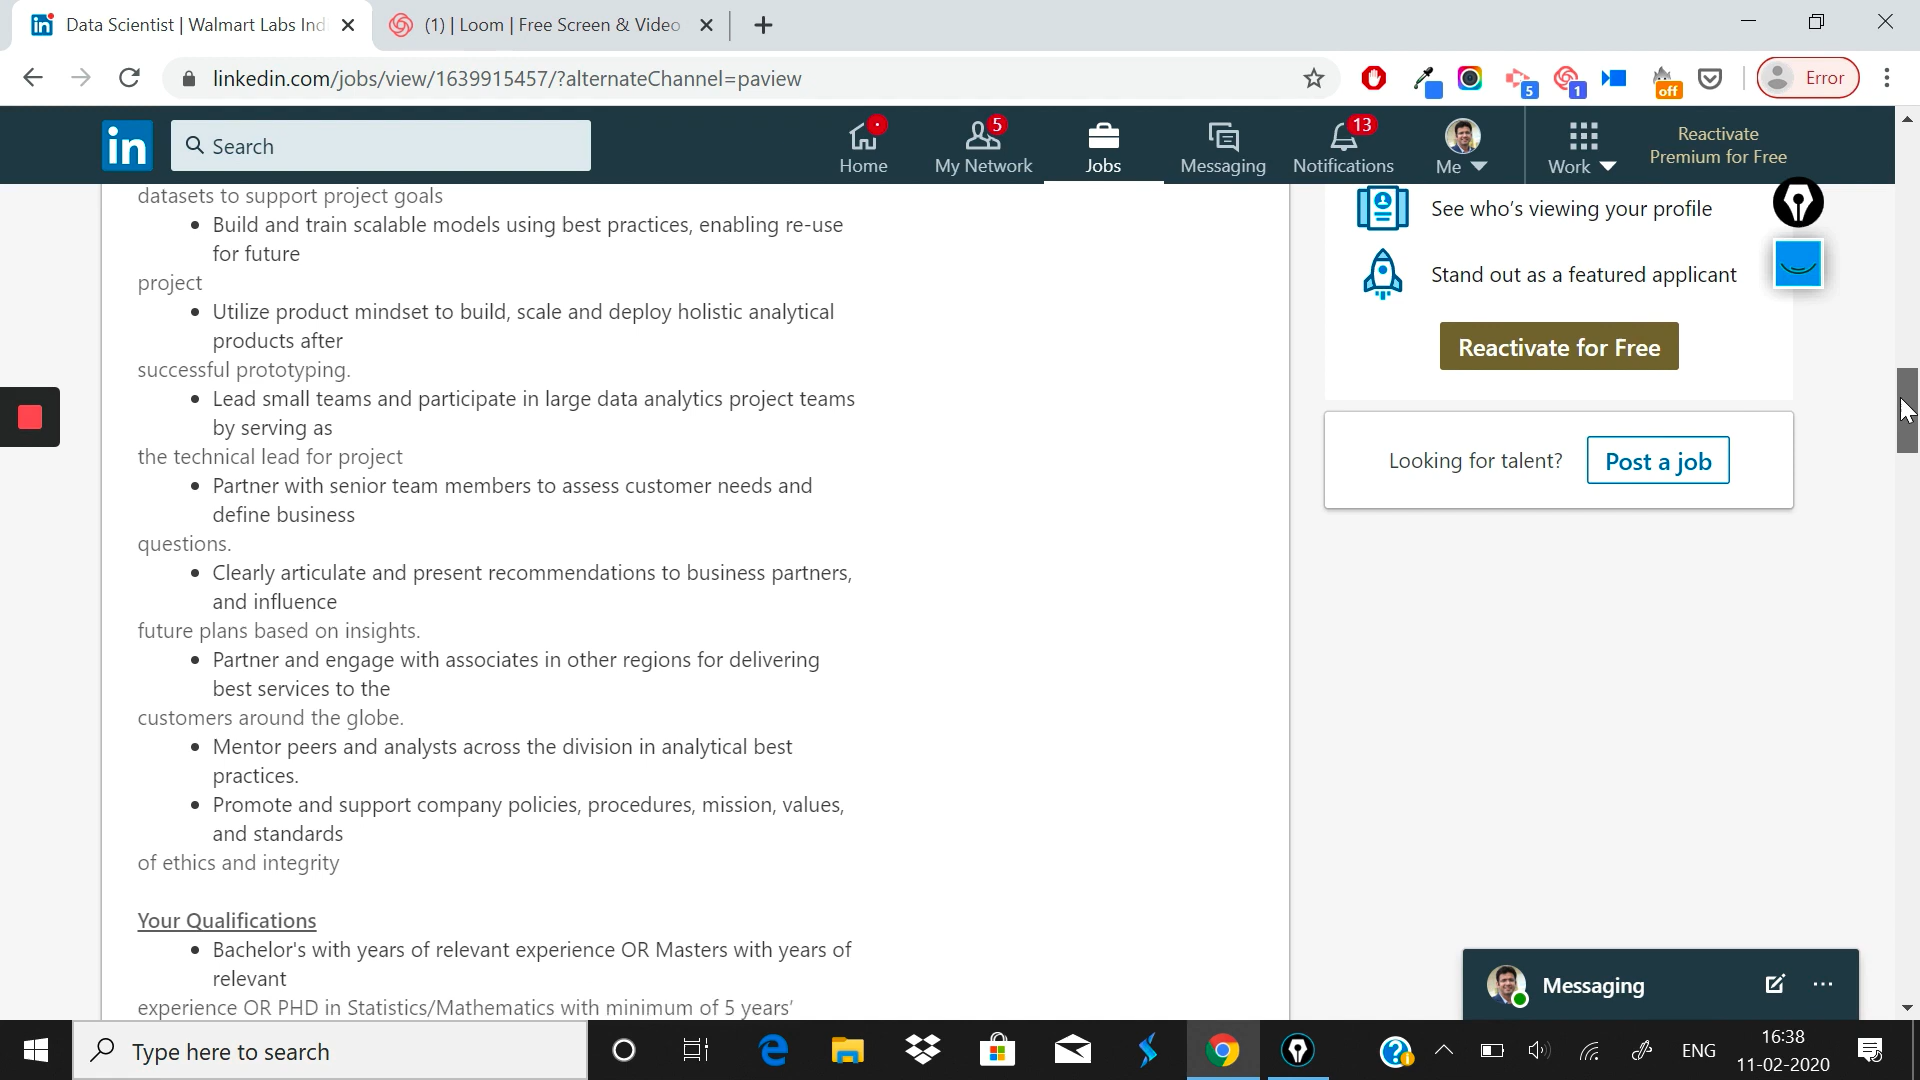 Data Scientist | Walmart Labs Ind
(1) | Loom | Free Screen & Video
linkedin.com/jobs/view/1639915457/?alternateChannel=paview
5
1
off
Error
in
Search
Home
5
My Network
Jobs
Messaging
13
Notifications
Me
Work
Reactivate
Premium for Free
datasets to support project goals
• Build and train scalable models using best practices, enabling re-use
for future
project
• Utilize product mindset to build, scale and deploy holistic analytical
products after
successful prototyping.
• Lead small teams and participate in large data analytics project teams
by serving as
the technical lead for project
• Partner with senior team members to assess customer needs and
define business
questions.
• Clearly articulate and present recommendations to business partners,
and influence
future plans based on insights.
• Partner and engage with associates in other regions for delivering
best services to the
customers around the globe.
• Mentor peers and analysts across the division in analytical best
practices.
• Promote and support company policies, procedures, mission, values,
and standards
of ethics and integrity
Your Qualifications
• Bachelor's with years of relevant experience OR Masters with years of
relevant
experience OR PHD in Statistics/Mathematics with minimum of 5 years'
See who's viewing your profile
Stand out as a featured applicant
Reactivate for Free
Looking for talent?
Post a job
Messaging
Type here to search
ENG
16:38
11-02-2020